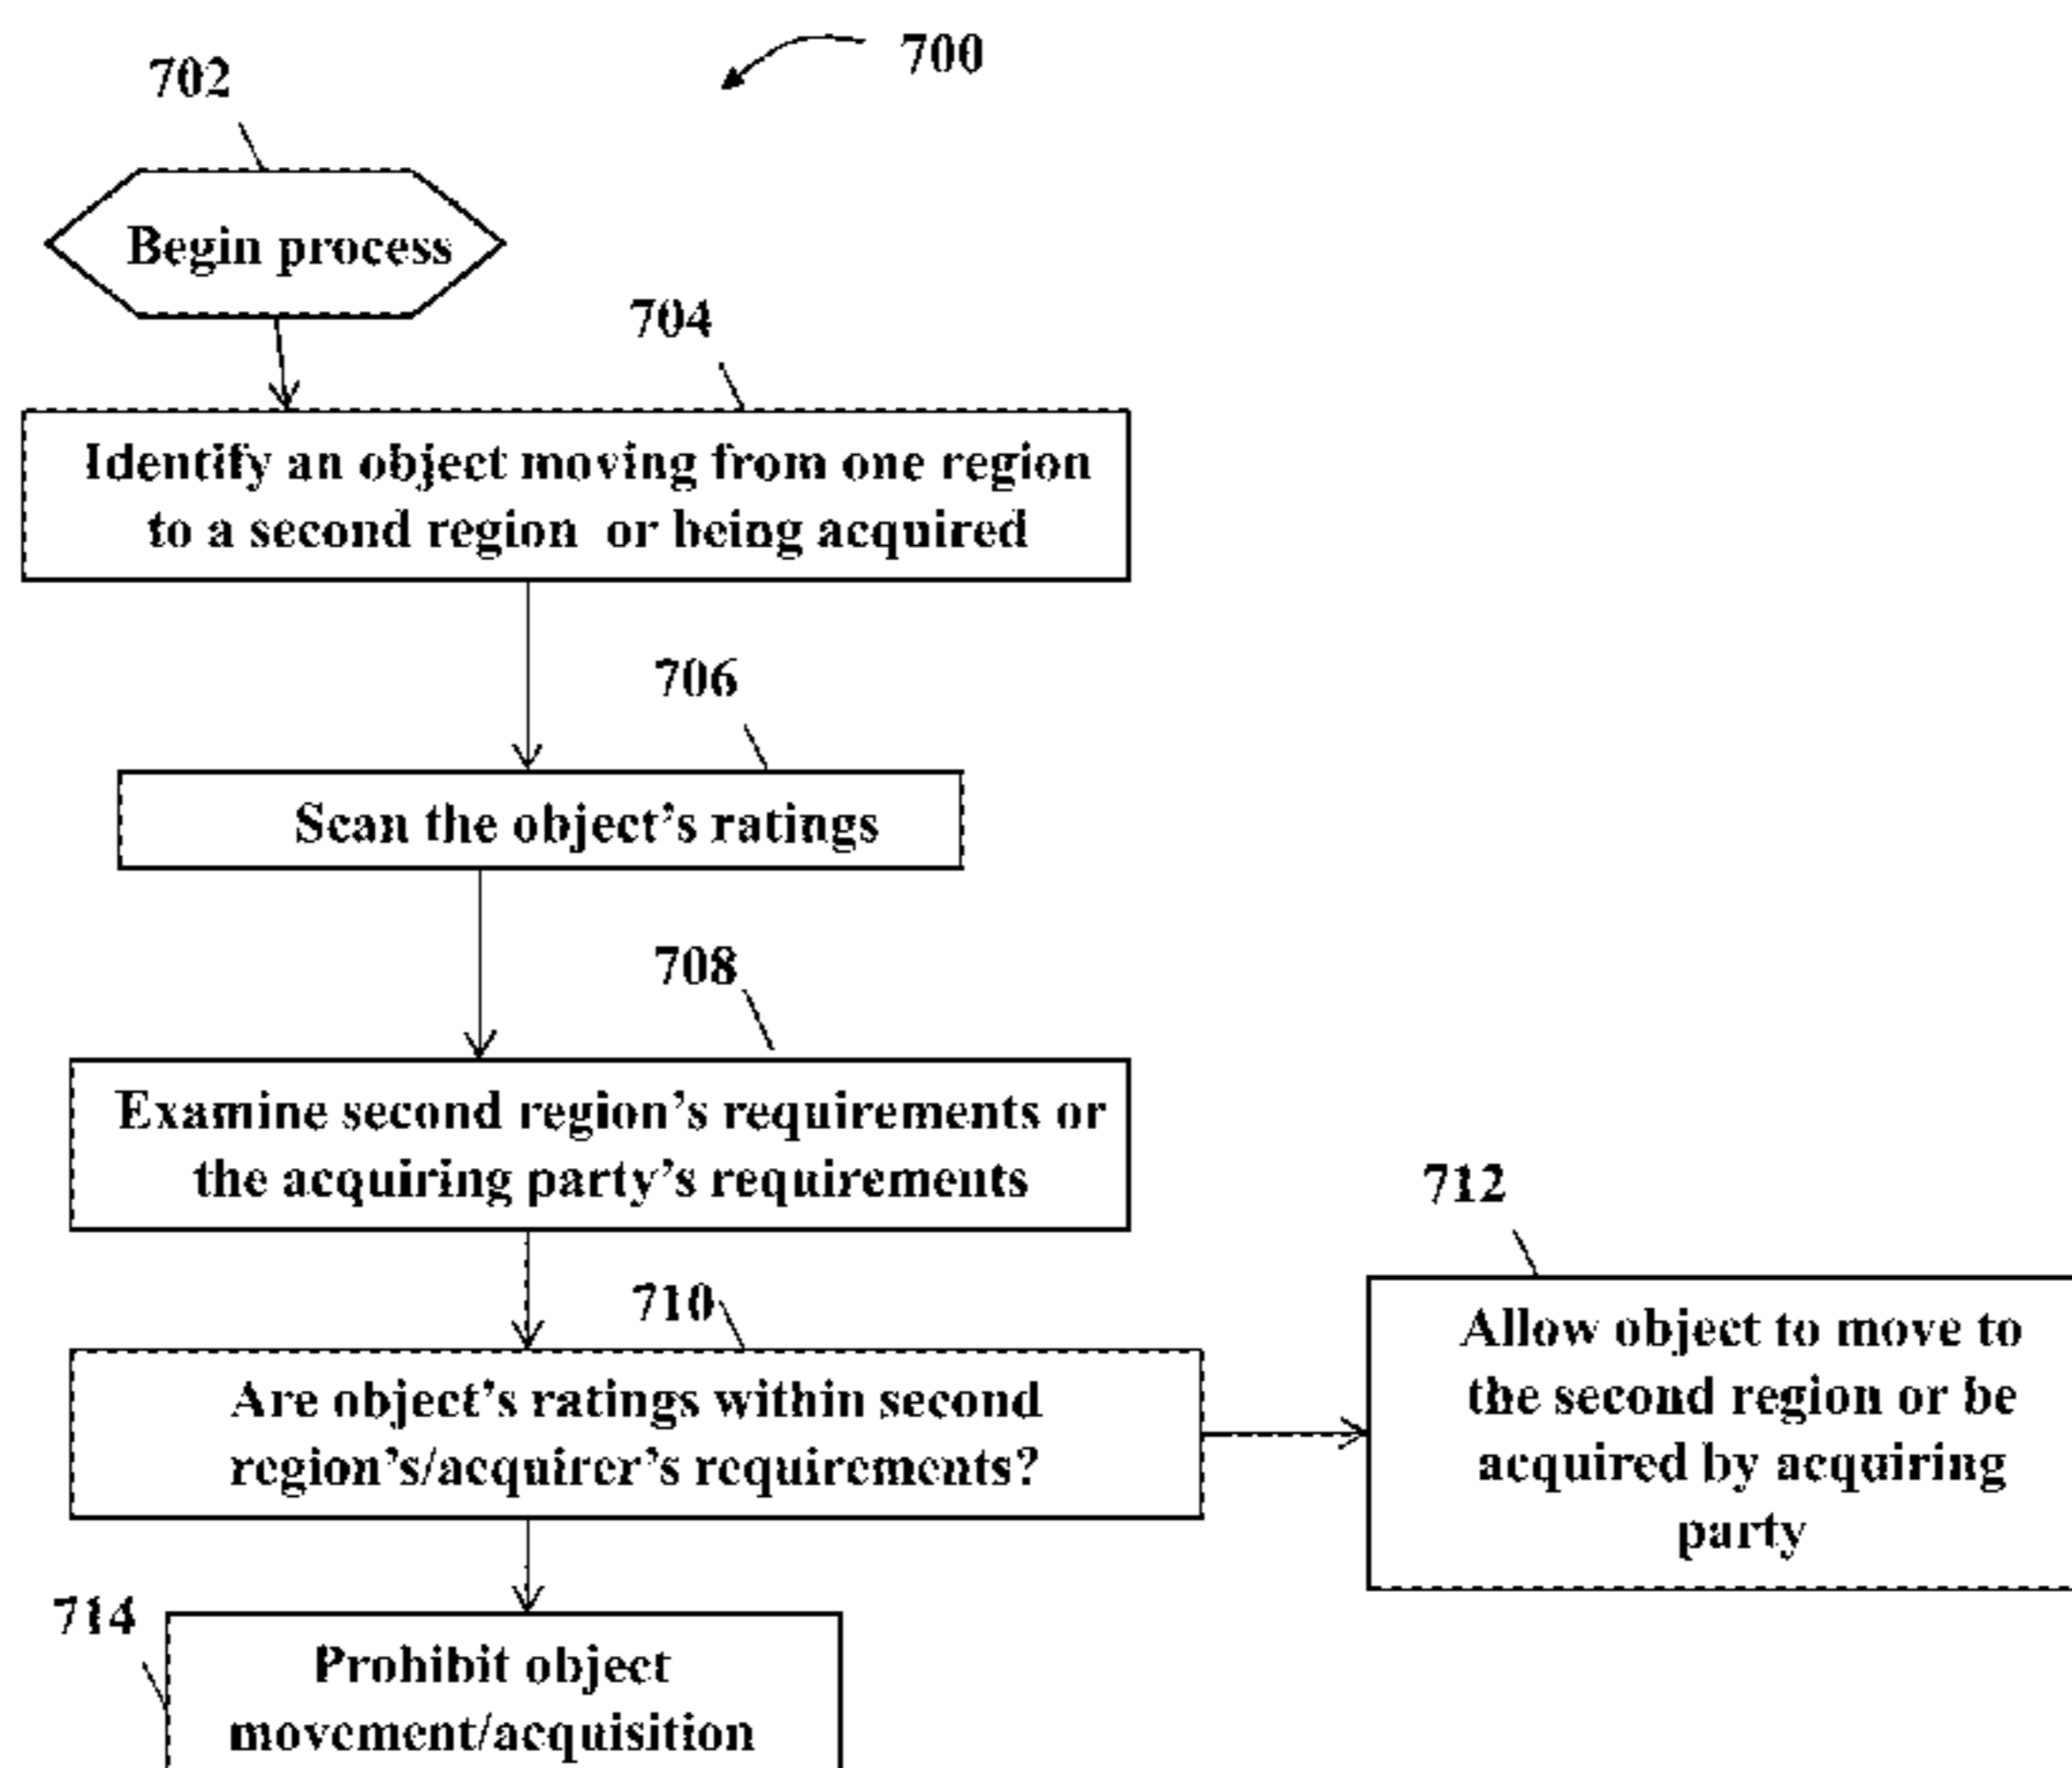 700
702
Begin process
704
Identify an object moving from one region
to a second region or being acquired
706
Scan the object's ratings
708
Examine second region's requirements or
the acquiring party's requirements
710
Are object's ratings within second
region's/acquirer's requirements?
712
Allow object to move to
the second region or be
acquired by acquiring
party
714
Prohibit object
movement/acquisition